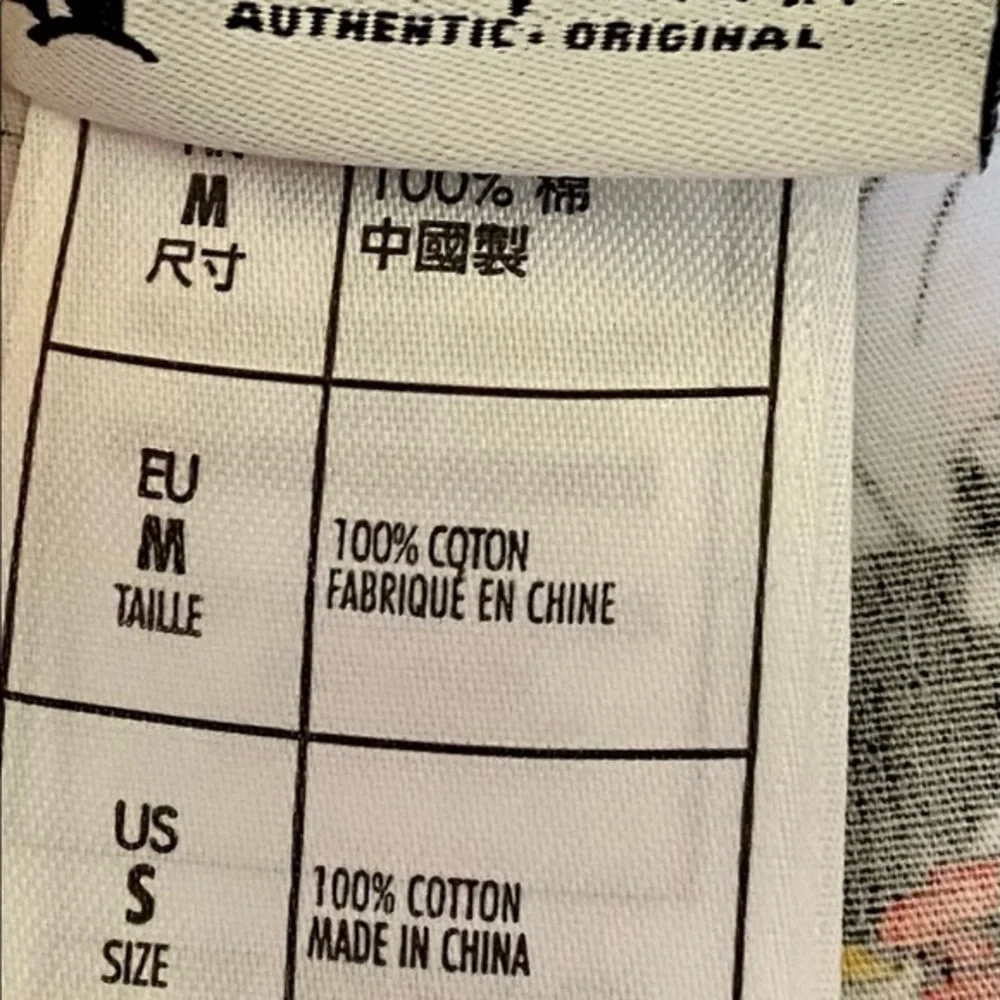 AUTHENTIC · ORIGINAL
M
尺寸
100% 棉
中國製
EU
M
TAILLE
100% COTON
FABRIQUÉ EN CHINE
US
S
SIZE
100% COTTON
MADE IN CHINA